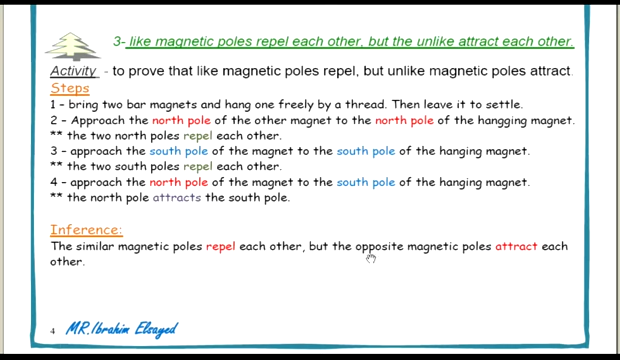 3- like magnetic poles repel each other, but the unlike attract each other.
Activity - to prove that like magnetic poles repel, but unlike magnetic poles attract.
Steps
1 – bring two bar magnets and hang one freely by a thread. Then leave it to settle.
2 – Approach the north pole of the other magnet to the north pole of the hangging magnet.
** the two north poles repel each other.
3 – approach the south pole of the magnet to the south pole of the hanging magnet.
** the two south poles repel each other.
4 – approach the north pole of the magnet to the south pole of the hanging magnet.
** the north pole attracts the south pole.
Inference:
The similar magnetic poles repel each other, but the opposite magnetic poles attract each
other.
4 MR.Ibrahim Elsayed